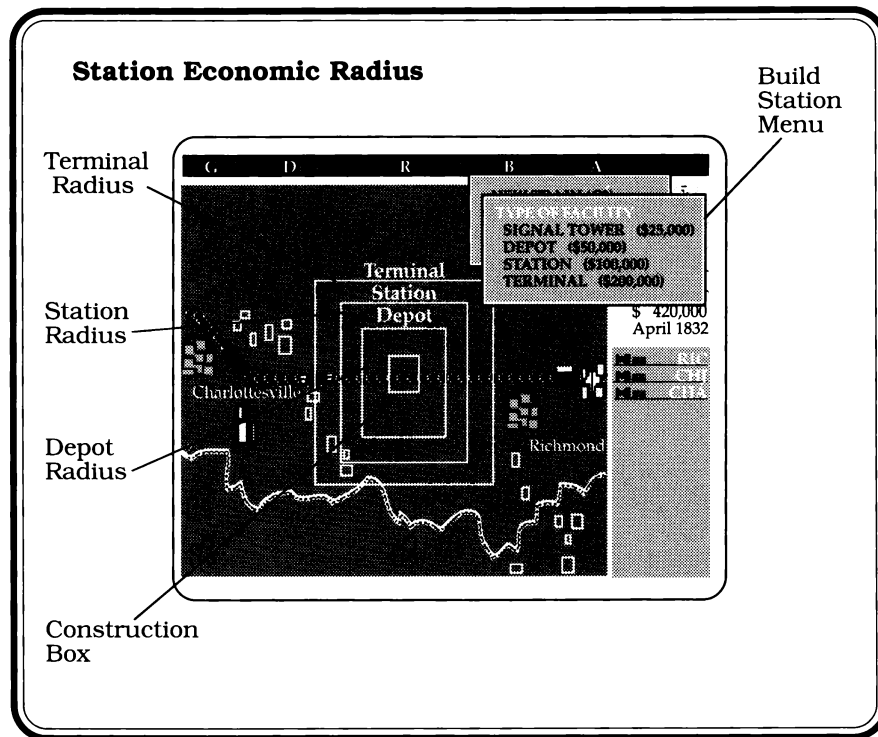 Station Economic Radius
Build
Station
Menu
Terminal
Radius
G D R B A
TYPE OF FACILITY
SIGNAL TOWER ($25,000)
DEPOT ($50,000)
STATION ($100,000)
TERMINAL ($200,000)
Terminal
Station
Depot
Station
Radius
$ 420,000
April 1832
RIC
CHI
CHA
Charlottesville
Richmond
Depot
Radius
Construction
Box